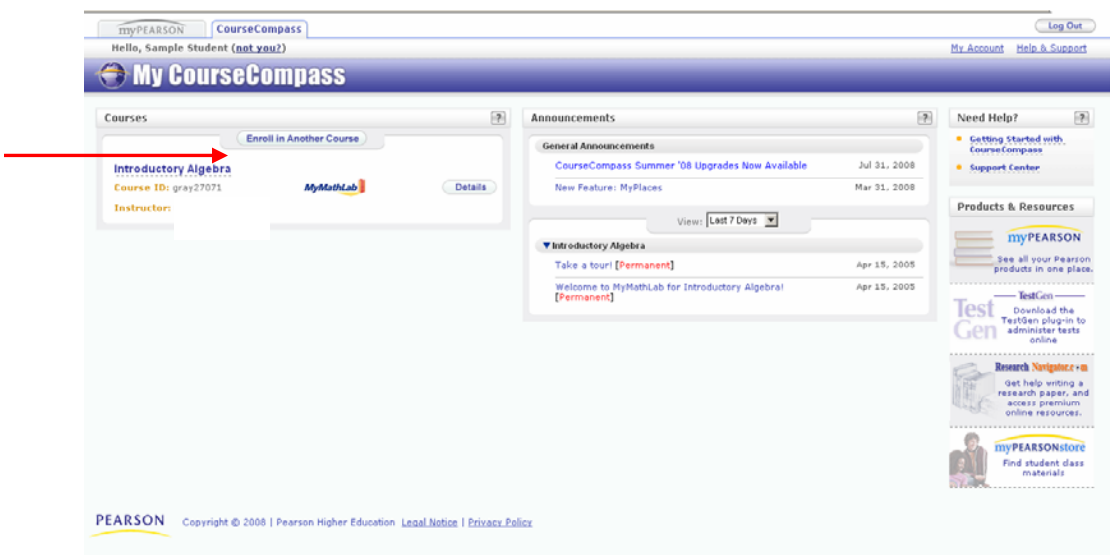 myPEARSON
CourseCompass
Log Out
Hello, Sample Student (not you?)
My Account Help & Support
My CourseCompass
Courses
?
Enroll in Another Course
Introductory Algebra
Course ID: gray27071
MyMathLab
Details
Instructor:
Announcements
?
General Announcements
CourseCompass Summer '08 Upgrades Now Available Jul 31, 2008
New Feature: MyPlaces Mar 31, 2008
View: Last 7 Days
Introductory Algebra
Take a tour! [Permanent] Apr 15, 2005
Welcome to MyMathLab for Introductory Algebra! Apr 15, 2005
[Permanent]
Need Help?
?
Getting Started with
CourseCompass
Support Center
Products & Resources
myPEARSON
See all your Pearson
products in one place.
Test
Gen
TestGen
Download the
TestGen plug-in to
administer tests
online
Research Navigator.c•m
Get help writing a
research paper, and
access premium
online resources.
myPEARSONstore
Find student class
materials
PEARSON
Copyright © 2008 | Pearson Higher Education Legal Notice | Privacy Policy